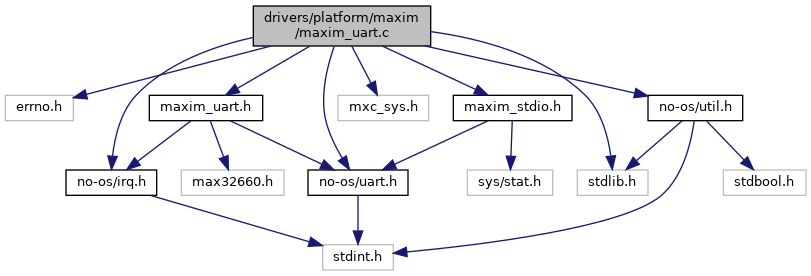 drivers/platform/maxim
/maxim_uart.c
errno.h
maxim_uart.h
mxc_sys.h
maxim_stdio.h
no-os/util.h
no-os/irq.h
max32660.h
no-os/uart.h
sys/stat.h
stdlib.h
stdbool.h
stdint.h